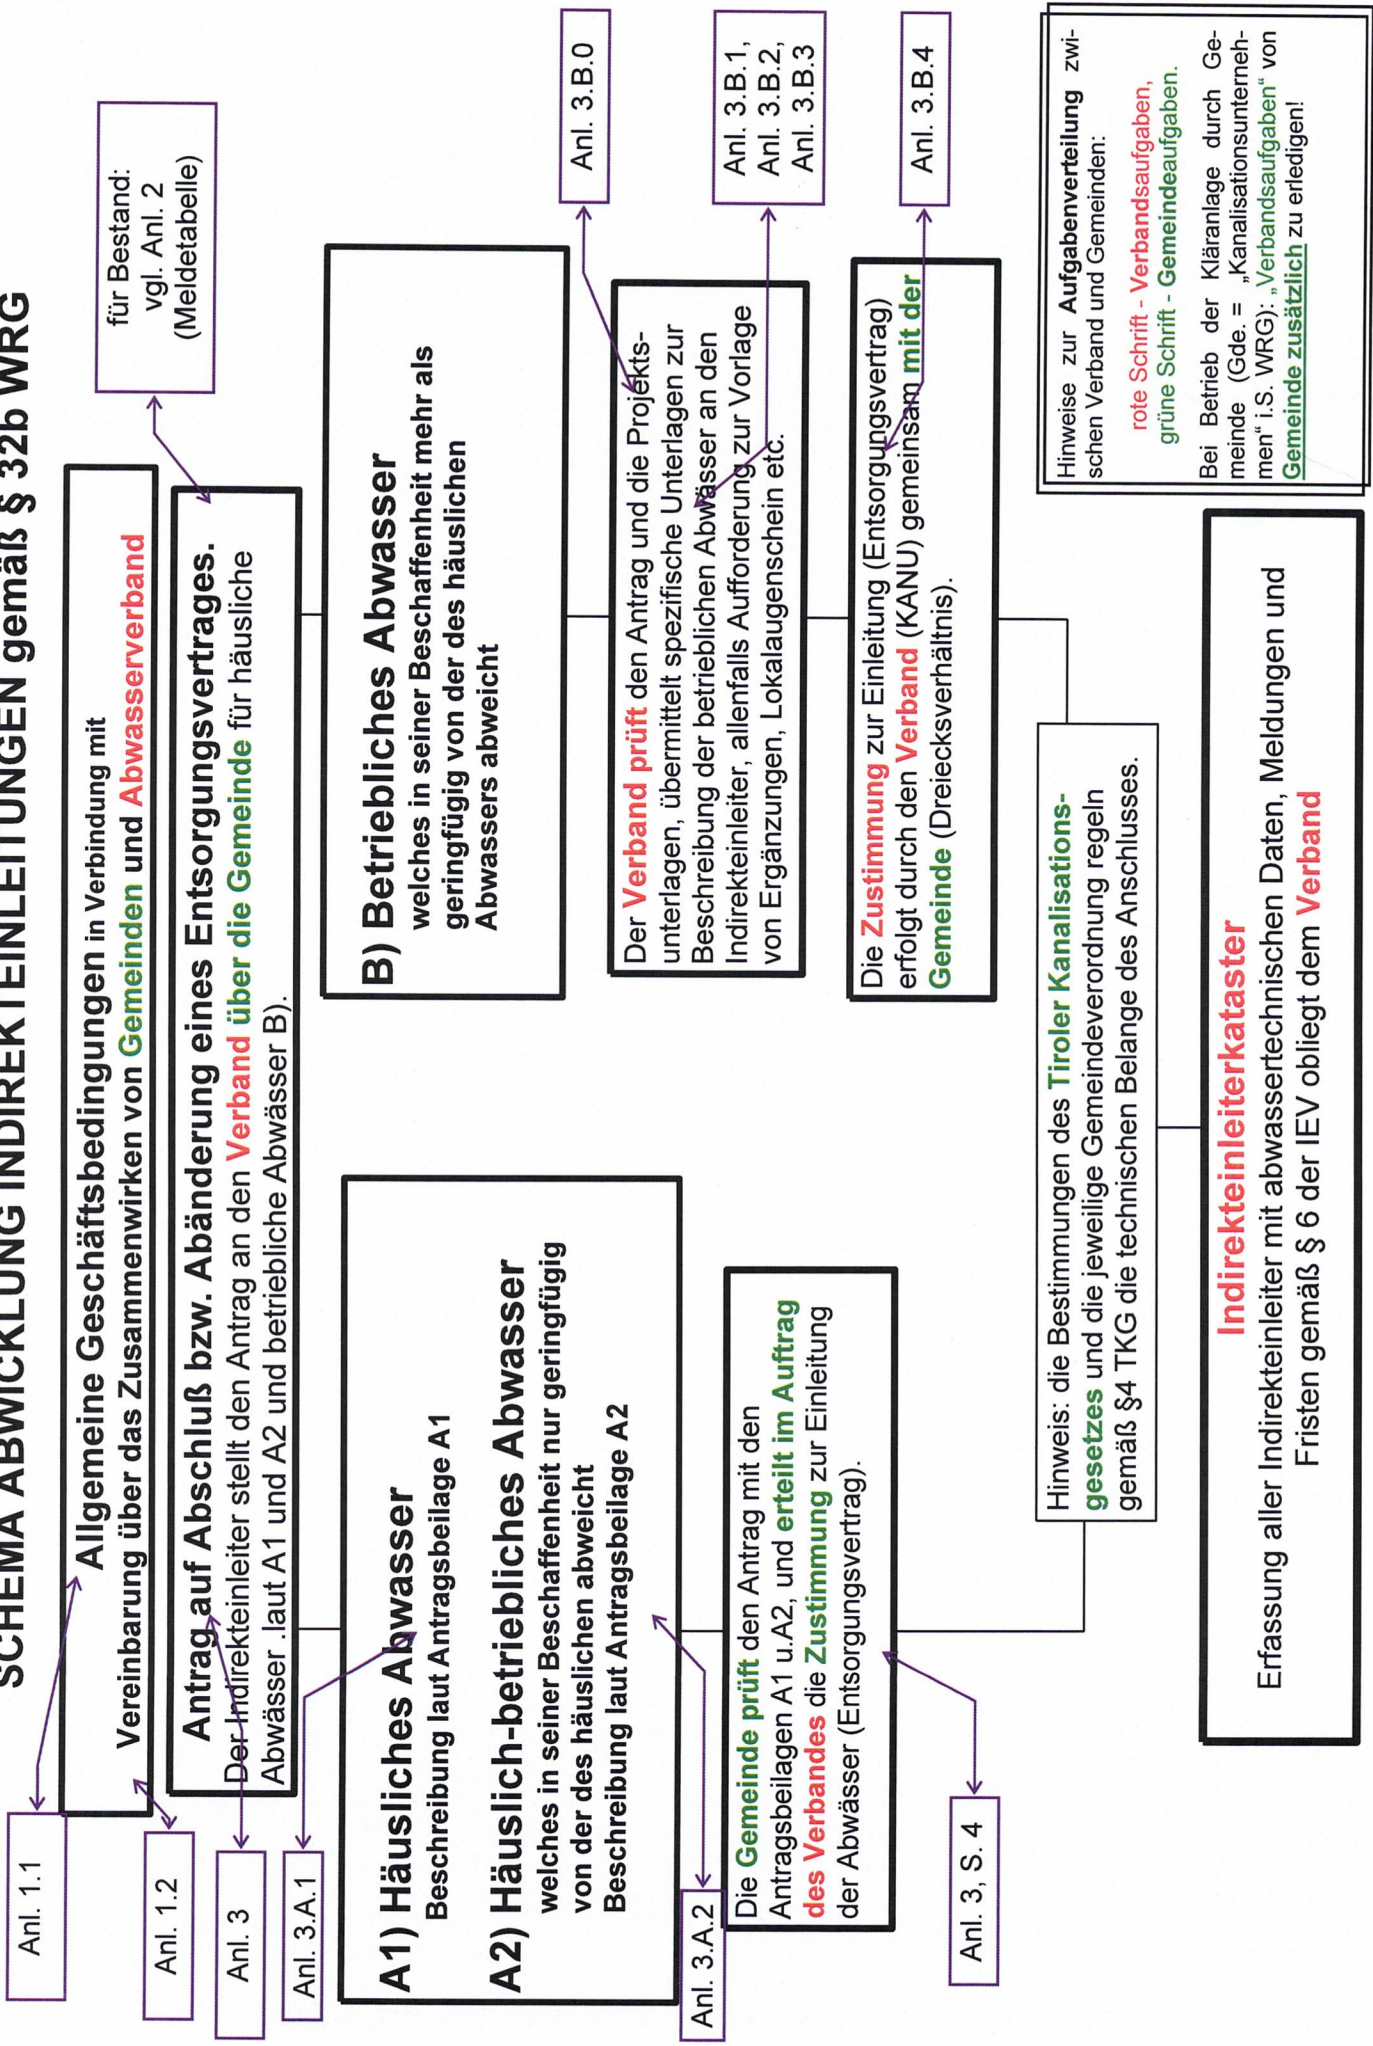 SCHEMA ABWICKLUNG INDIREKTEINLEITUNGEN gemäß § 32b WRG
Anl. 1.1
Allgemeine Geschäftsbedingungen in Verbindung mit
Vereinbarung über das Zusammenwirken von Gemeinden und Abwasserverband
für Bestand:
vgl. Anl. 2
(Meldetabelle)
Anl. 1.2
Antrag auf Abschluß bzw. Abänderung eines Entsorgungsvertrages.
Der Indirekteinleiter stellt den Antrag an den Verband über die Gemeinde für häusliche
Abwässer .laut A1 und A2 und betriebliche Abwässer B).
Anl. 3
Anl. 3.A.1
A1) Häusliches Abwasser
Beschreibung laut Antragsbeilage A1
A2) Häuslich-betriebliches Abwasser
welches in seiner Beschaffenheit nur geringfügig
von der des häuslichen abweicht
Beschreibung laut Antragsbeilage A2
B) Betriebliches Abwasser
welches in seiner Beschaffenheit mehr als
geringfügig von der des häuslichen
Abwassers abweicht
Anl. 3.B.0
Anl. 3.A.2
Die Gemeinde prüft den Antrag mit den
Antragsbeilagen A1 u.A2, und erteilt im Auftrag
des Verbandes die Zustimmung zur Einleitung
der Abwässer (Entsorgungsvertrag).
Der Verband prüft den Antrag und die Projekts-
unterlagen, übermittelt spezifische Unterlagen zur
Beschreibung der betrieblichen Abwässer an den
Indirekteinleiter, allenfalls Aufforderung zur Vorlage
von Ergänzungen, Lokalaugenschein etc.
Anl. 3.B.1,
Anl. 3.B.2,
Anl. 3.B.3
Die Zustimmung zur Einleitung (Entsorgungsvertrag)
erfolgt durch den Verband (KANU) gemeinsam mit der
Gemeinde (Dreiecksverhältnis).
Anl. 3.B.4
Anl. 3, S. 4
Hinweis: die Bestimmungen des Tiroler Kanalisations-
gesetzes und die jeweilige Gemeindeverordnung regeln
gemäß §4 TKG die technischen Belange des Anschlusses.
Hinweise zur Aufgabenverteilung zwi-
schen Verband und Gemeinden:
rote Schrift - Verbandsaufgaben,
grüne Schrift - Gemeindeaufgaben.
Bei Betrieb der Kläranlage durch Ge-
meinde (Gde. = „Kanalisationsunterneh-
men“ i.S. WRG): „Verbandsaufgaben“ von
Gemeinde zusätzlich zu erledigen!
Indirekteinleiterkataster
Erfassung aller Indirekteinleiter mit abwassertechnischen Daten, Meldungen und
Fristen gemäß § 6 der IEV obliegt dem Verband